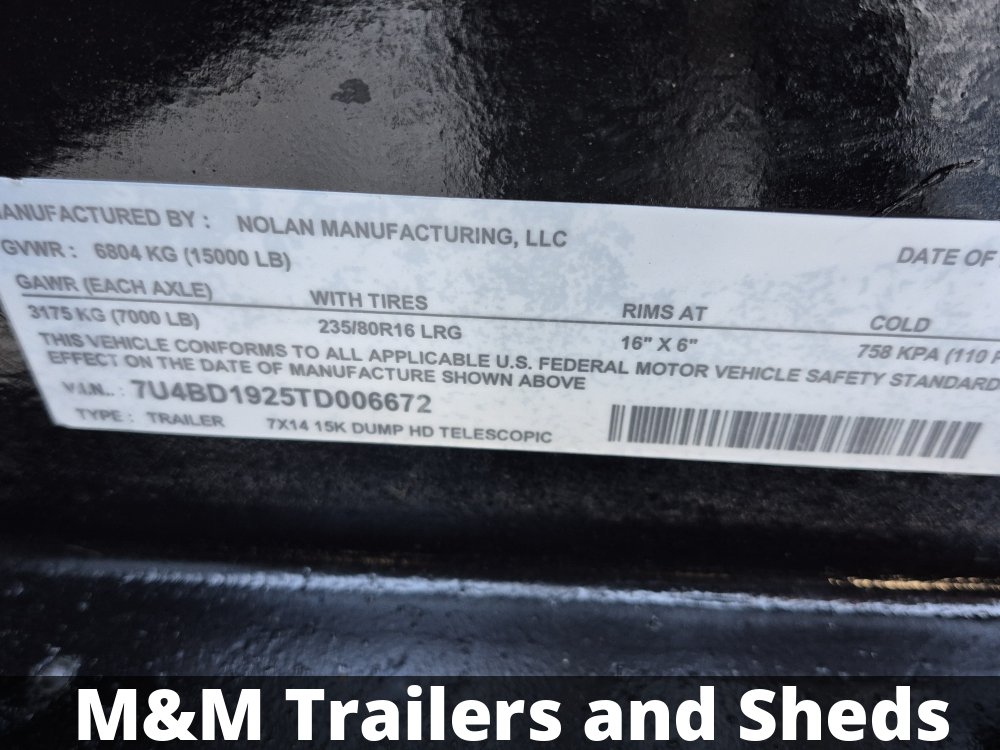 MANUFACTURED BY : NOLAN MANUFACTURING, LLC DATE OF
GVWR : 6804 KG (15000 LB)
GAWR (EACH AXLE) WITH TIRES RIMS AT COLD
3175 KG (7000 LB) 235/80R16 LRG 16" X 6" 758 KPA (110
THIS VEHICLE CONFORMS TO ALL APPLICABLE U.S. FEDERAL MOTOR VEHICLE SAFETY STANDARD
EFFECT ON THE DATE OF MANUFACTURE SHOWN ABOVE
V.I.N.. : 7U4BD1925TD006672
TYPE : TRAILER 7X14 15K DUMP HD TELESCOPIC
M&M Trailers and Sheds